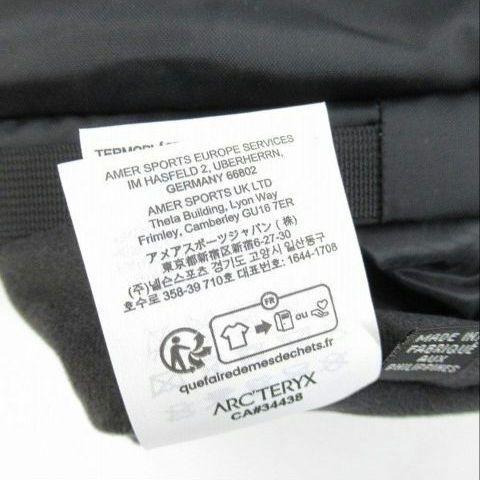 AMER SPORTS EUROPE SERVICES
IM HASFELD 2, UBERHERRN,
GERMANY 66802
AMER SPORTS UK LTD
Theta Building, Lyon Way
Frimley, Camberley GU16 7ER
アメアスポーツジャパン(株)
東京都新宿区新宿6-27-30
(주)넬슨스포츠 경기도 고양시 일산동구
호수로 358-39 710호 대표번호: 1644-1708
FR
ou
quefairedemesdechets.fr
ARC'TERYX
CA#34438
MADE IN
FABRIQUE
AUX
PHILIPPINES